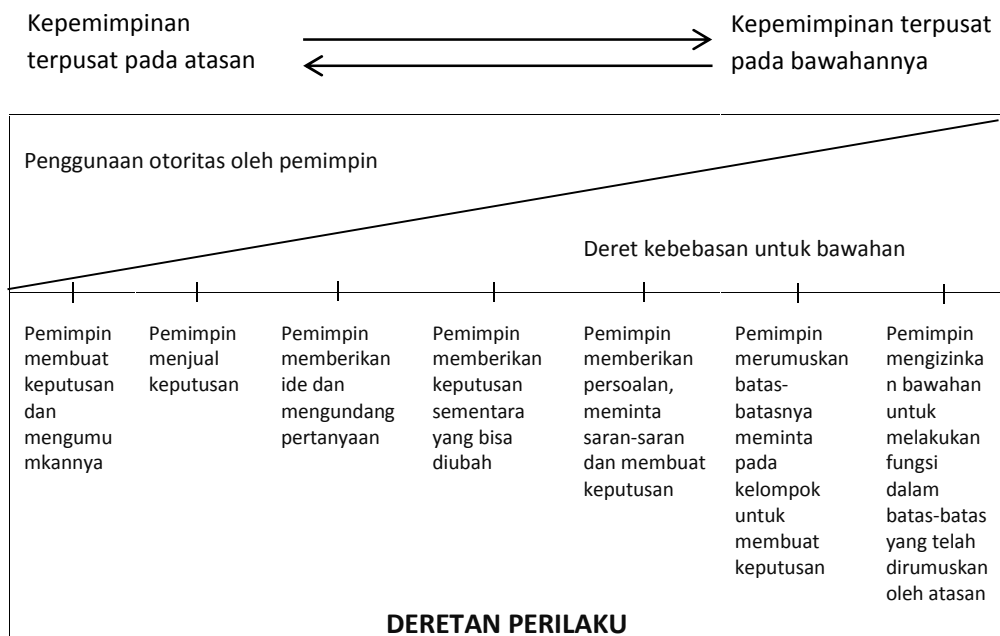 Kepemimpinan
terpusat pada atasan
Kepemimpinan terpusat
pada bawahannya
Penggunaan otoritas oleh pemimpin
Deret kebebasan untuk bawahan
Pemimpin
membuat
keputusan
dan
mengumu
mkannya
Pemimpin
menjual
keputusan
Pemimpin
memberikan
ide dan
mengundang
pertanyaan
Pemimpin
memberikan
keputusan
sementara
yang bisa
diubah
Pemimpin
memberikan
persoalan,
meminta
saran-saran
dan membuat
keputusan
Pemimpin
merumuskan
batas-
batasnya
meminta
pada
kelompok
untuk
membuat
keputusan
Pemimpin
mengizinka
n bawahan
untuk
melakukan
fungsi
dalam
batas-batas
yang telah
dirumuskan
oleh atasan
DERETAN PERILAKU